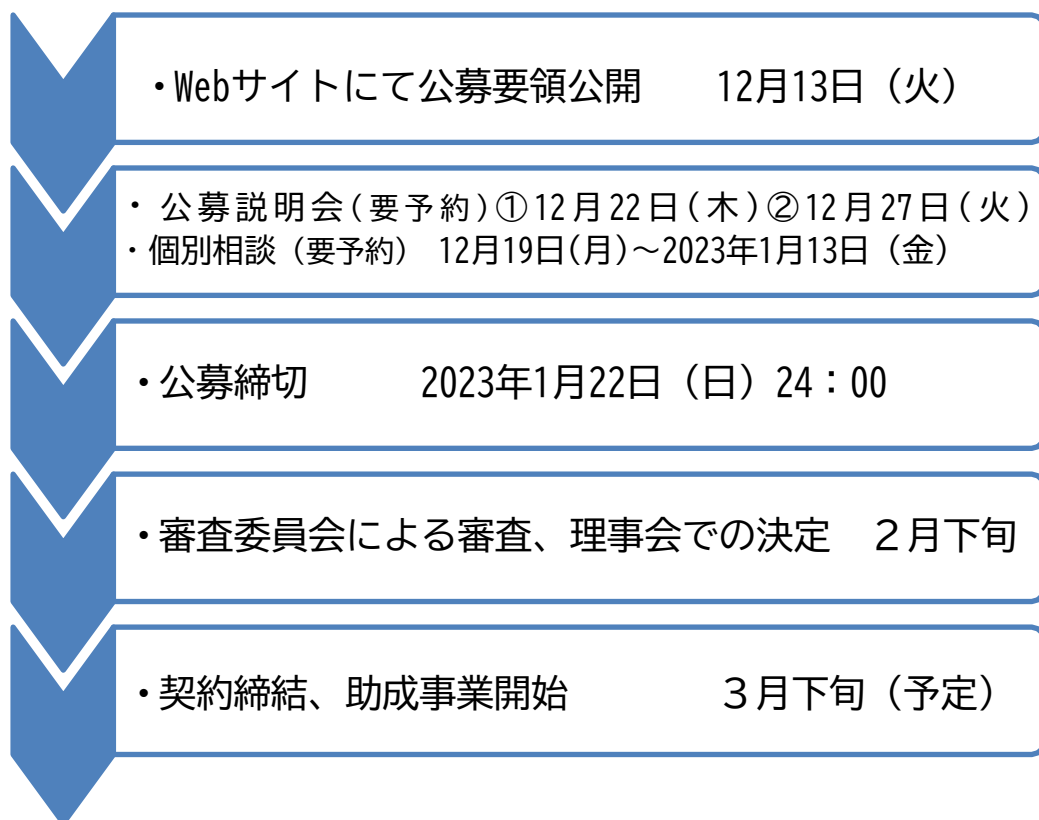 ・Webサイトにて公募要領公開　　12月13日（火）
・ 公募説明会(要予約)①12月22日(木)②12月27日(火)
・個別相談（要予約）　12月19日(月)～2023年1月13日（金）
・公募締切　　　2023年1月22日（日）24：00
・審査委員会による審査、理事会での決定　２月下旬
・契約締結、助成事業開始　　　　３月下旬（予定）